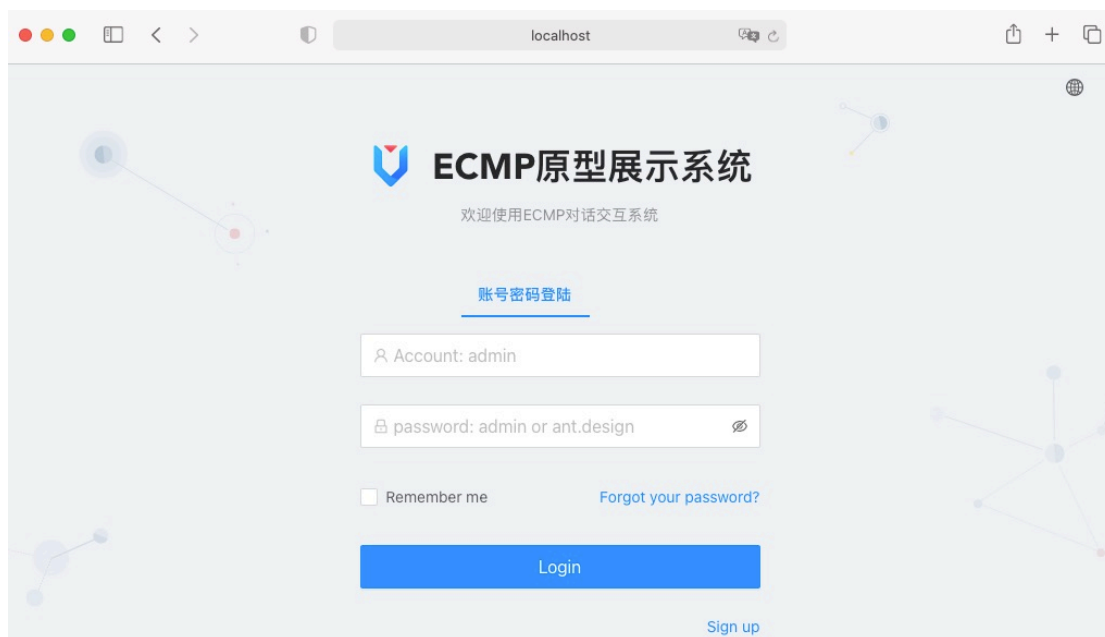 localhost
ECMP原型展示系统
欢迎使用ECMP对话交互系统
账号密码登陆
Account: admin
password: admin or ant.design
Remember me
Forgot your password?
Login
Sign up